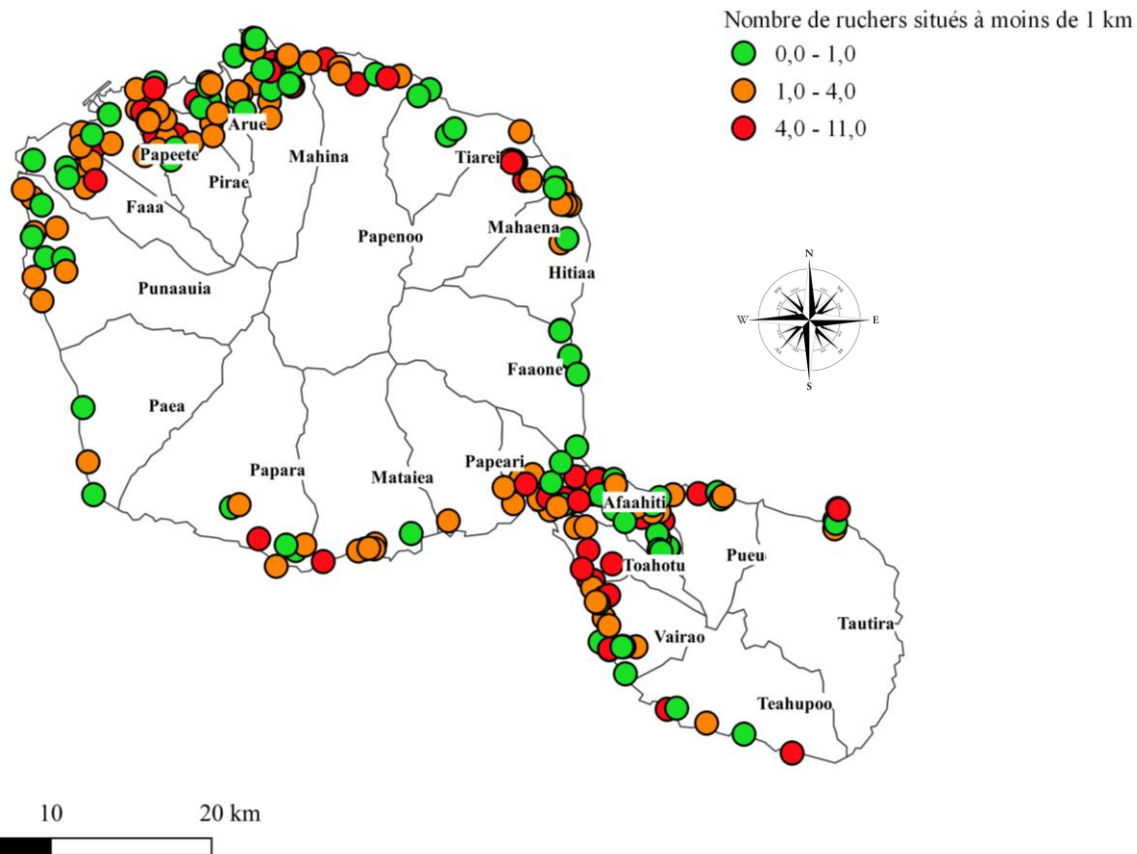 Nombre de ruchers situés à moins de 1 km
0,0 - 1,0
1,0 - 4,0
4,0 - 11,0
Arue
Papeete
Mahina
Tiarei
Pirae
Faaa
Mahaena
Papenoo
Hitiaa
Punaauia
N
W
E
S
Faaone
Paea
Papeari
Papara
Mataiea
Afaahiti
Toahotu
Pueu
Tautira
Vairao
Teahupoo
10
20 km